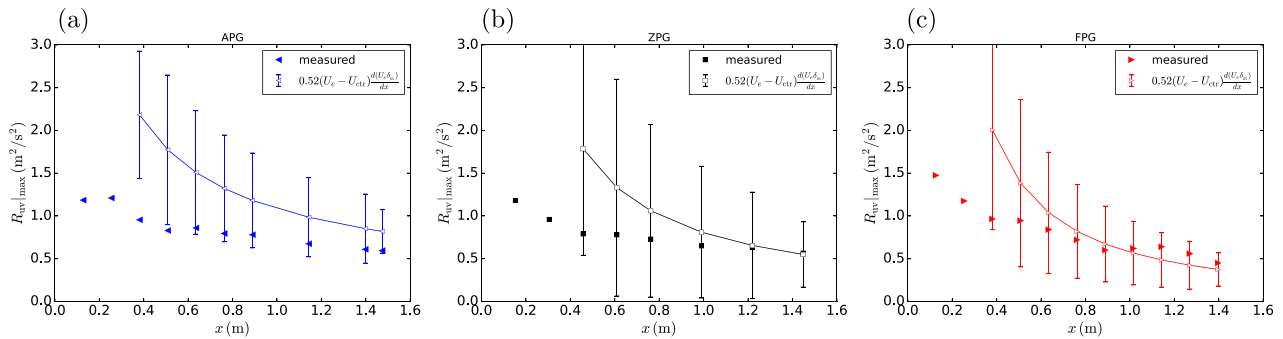 (a)
APG
3.0
2.5
2.0
1.5
1.0
0.5
0.0
R_uv|_max (m²/s²)
measured
0.52(U_e − U_ctr) d(U_e δ_ω)/dx
0.0 0.2 0.4 0.6 0.8 1.0 1.2 1.4 1.6
x (m)
(b)
ZPG
3.0
2.5
2.0
1.5
1.0
0.5
0.0
R_uv|_max (m²/s²)
measured
0.52(U_e − U_ctr) d(U_e δ_ω)/dx
0.0 0.2 0.4 0.6 0.8 1.0 1.2 1.4 1.6
x (m)
(c)
FPG
3.0
2.5
2.0
1.5
1.0
0.5
0.0
R_uv|_max (m²/s²)
measured
0.52(U_e − U_ctr) d(U_e δ_ω)/dx
0.0 0.2 0.4 0.6 0.8 1.0 1.2 1.4 1.6
x (m)